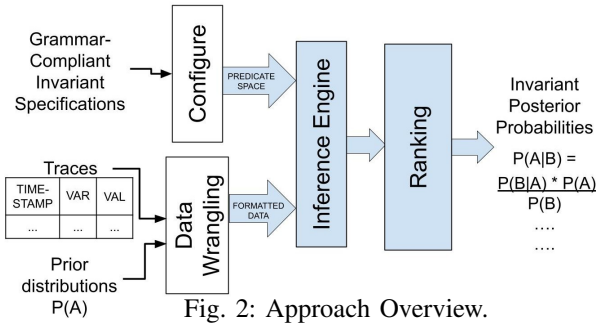 Grammar-
Compliant
Invariant
Specifications
Configure
PREDICATE
SPACE
Traces
TIME-
STAMP VAR VAL
... ... ...
Prior
distributions
P(A)
Data
Wrangling
FORMATTED
DATA
Inference Engine
Ranking
Invariant
Posterior
Probabilities
P(A|B) =
P(B|A) * P(A)
P(B)
....
....
Fig. 2: Approach Overview.